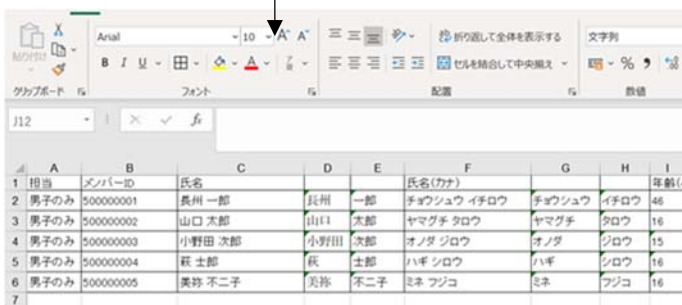 Arial 10 A A 折り返して全体を表示する 文字列
貼り付け B I U A セルを結合して中央揃え %
クリップボード フォント 配置 数値
J12 fx
A B C D E F G H I
1 担当 メンバーID 氏名 氏名(カナ) 年齢(
2 男子のみ 500000001 長州 一郎 長州 一郎 チョウシュウ イチロウ チョウシュウ イチロウ 46
3 男子のみ 500000002 山口 太郎 山口 太郎 ヤマグチ タロウ ヤマグチ タロウ 16
4 男子のみ 500000003 小野田 次郎 小野田 次郎 オノダ ジロウ オノダ ジロウ 15
5 男子のみ 500000004 萩 士郎 萩 士郎 ハギ シロウ ハギ シロウ 16
6 男子のみ 500000005 美祢 不二子 美祢 不二子 ミネ フジコ ミネ フジコ 16
7